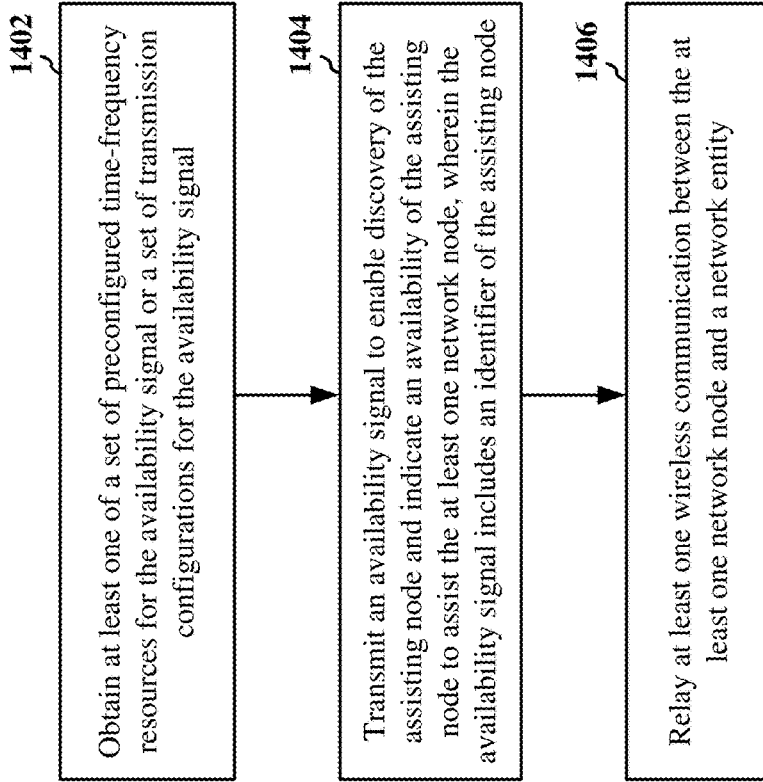 1402
Obtain at least one of a set of preconfigured time-frequency
resources for the availability signal or a set of transmission
configurations for the availability signal
1404
Transmit an availability signal to enable discovery of the
assisting node and indicate an availability of the assisting
node to assist the at least one network node, wherein the
availability signal includes an identifier of the assisting node
1406
Relay at least one wireless communication between the at
least one network node and a network entity